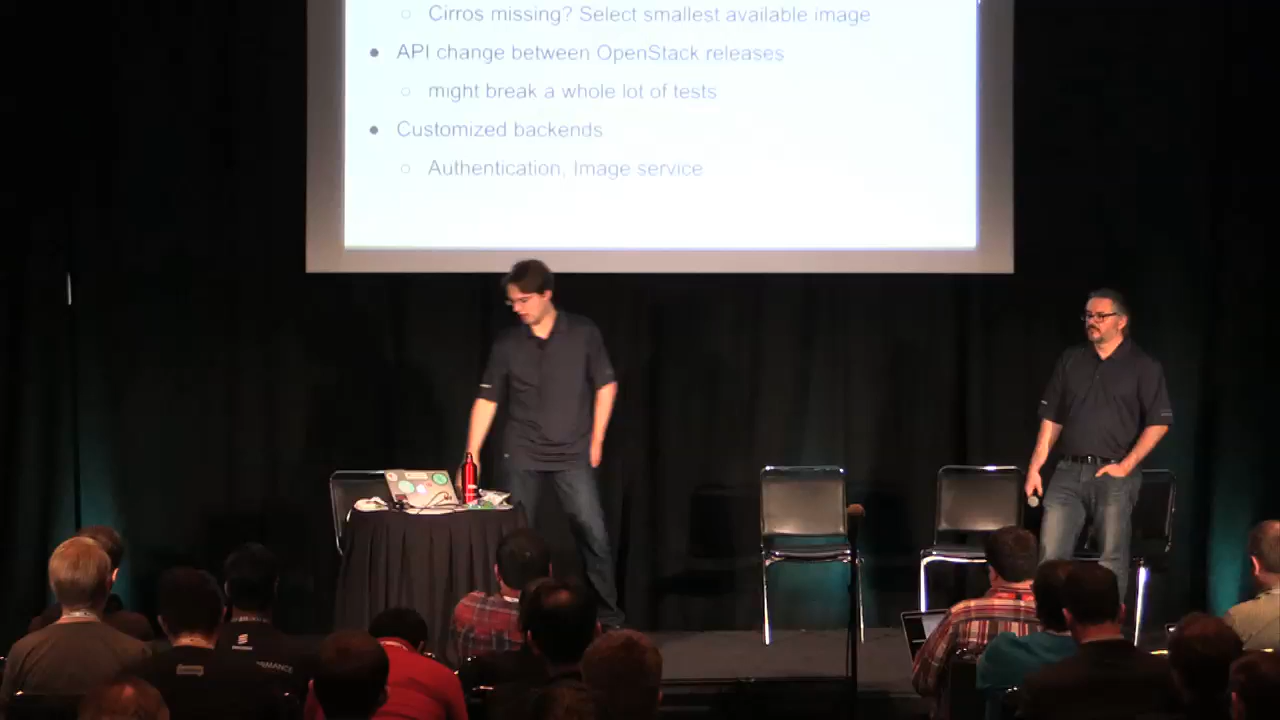 Cirros missing? Select smallest available image
API change between OpenStack releases
might break a whole lot of tests
Customized backends
Authentication, Image service